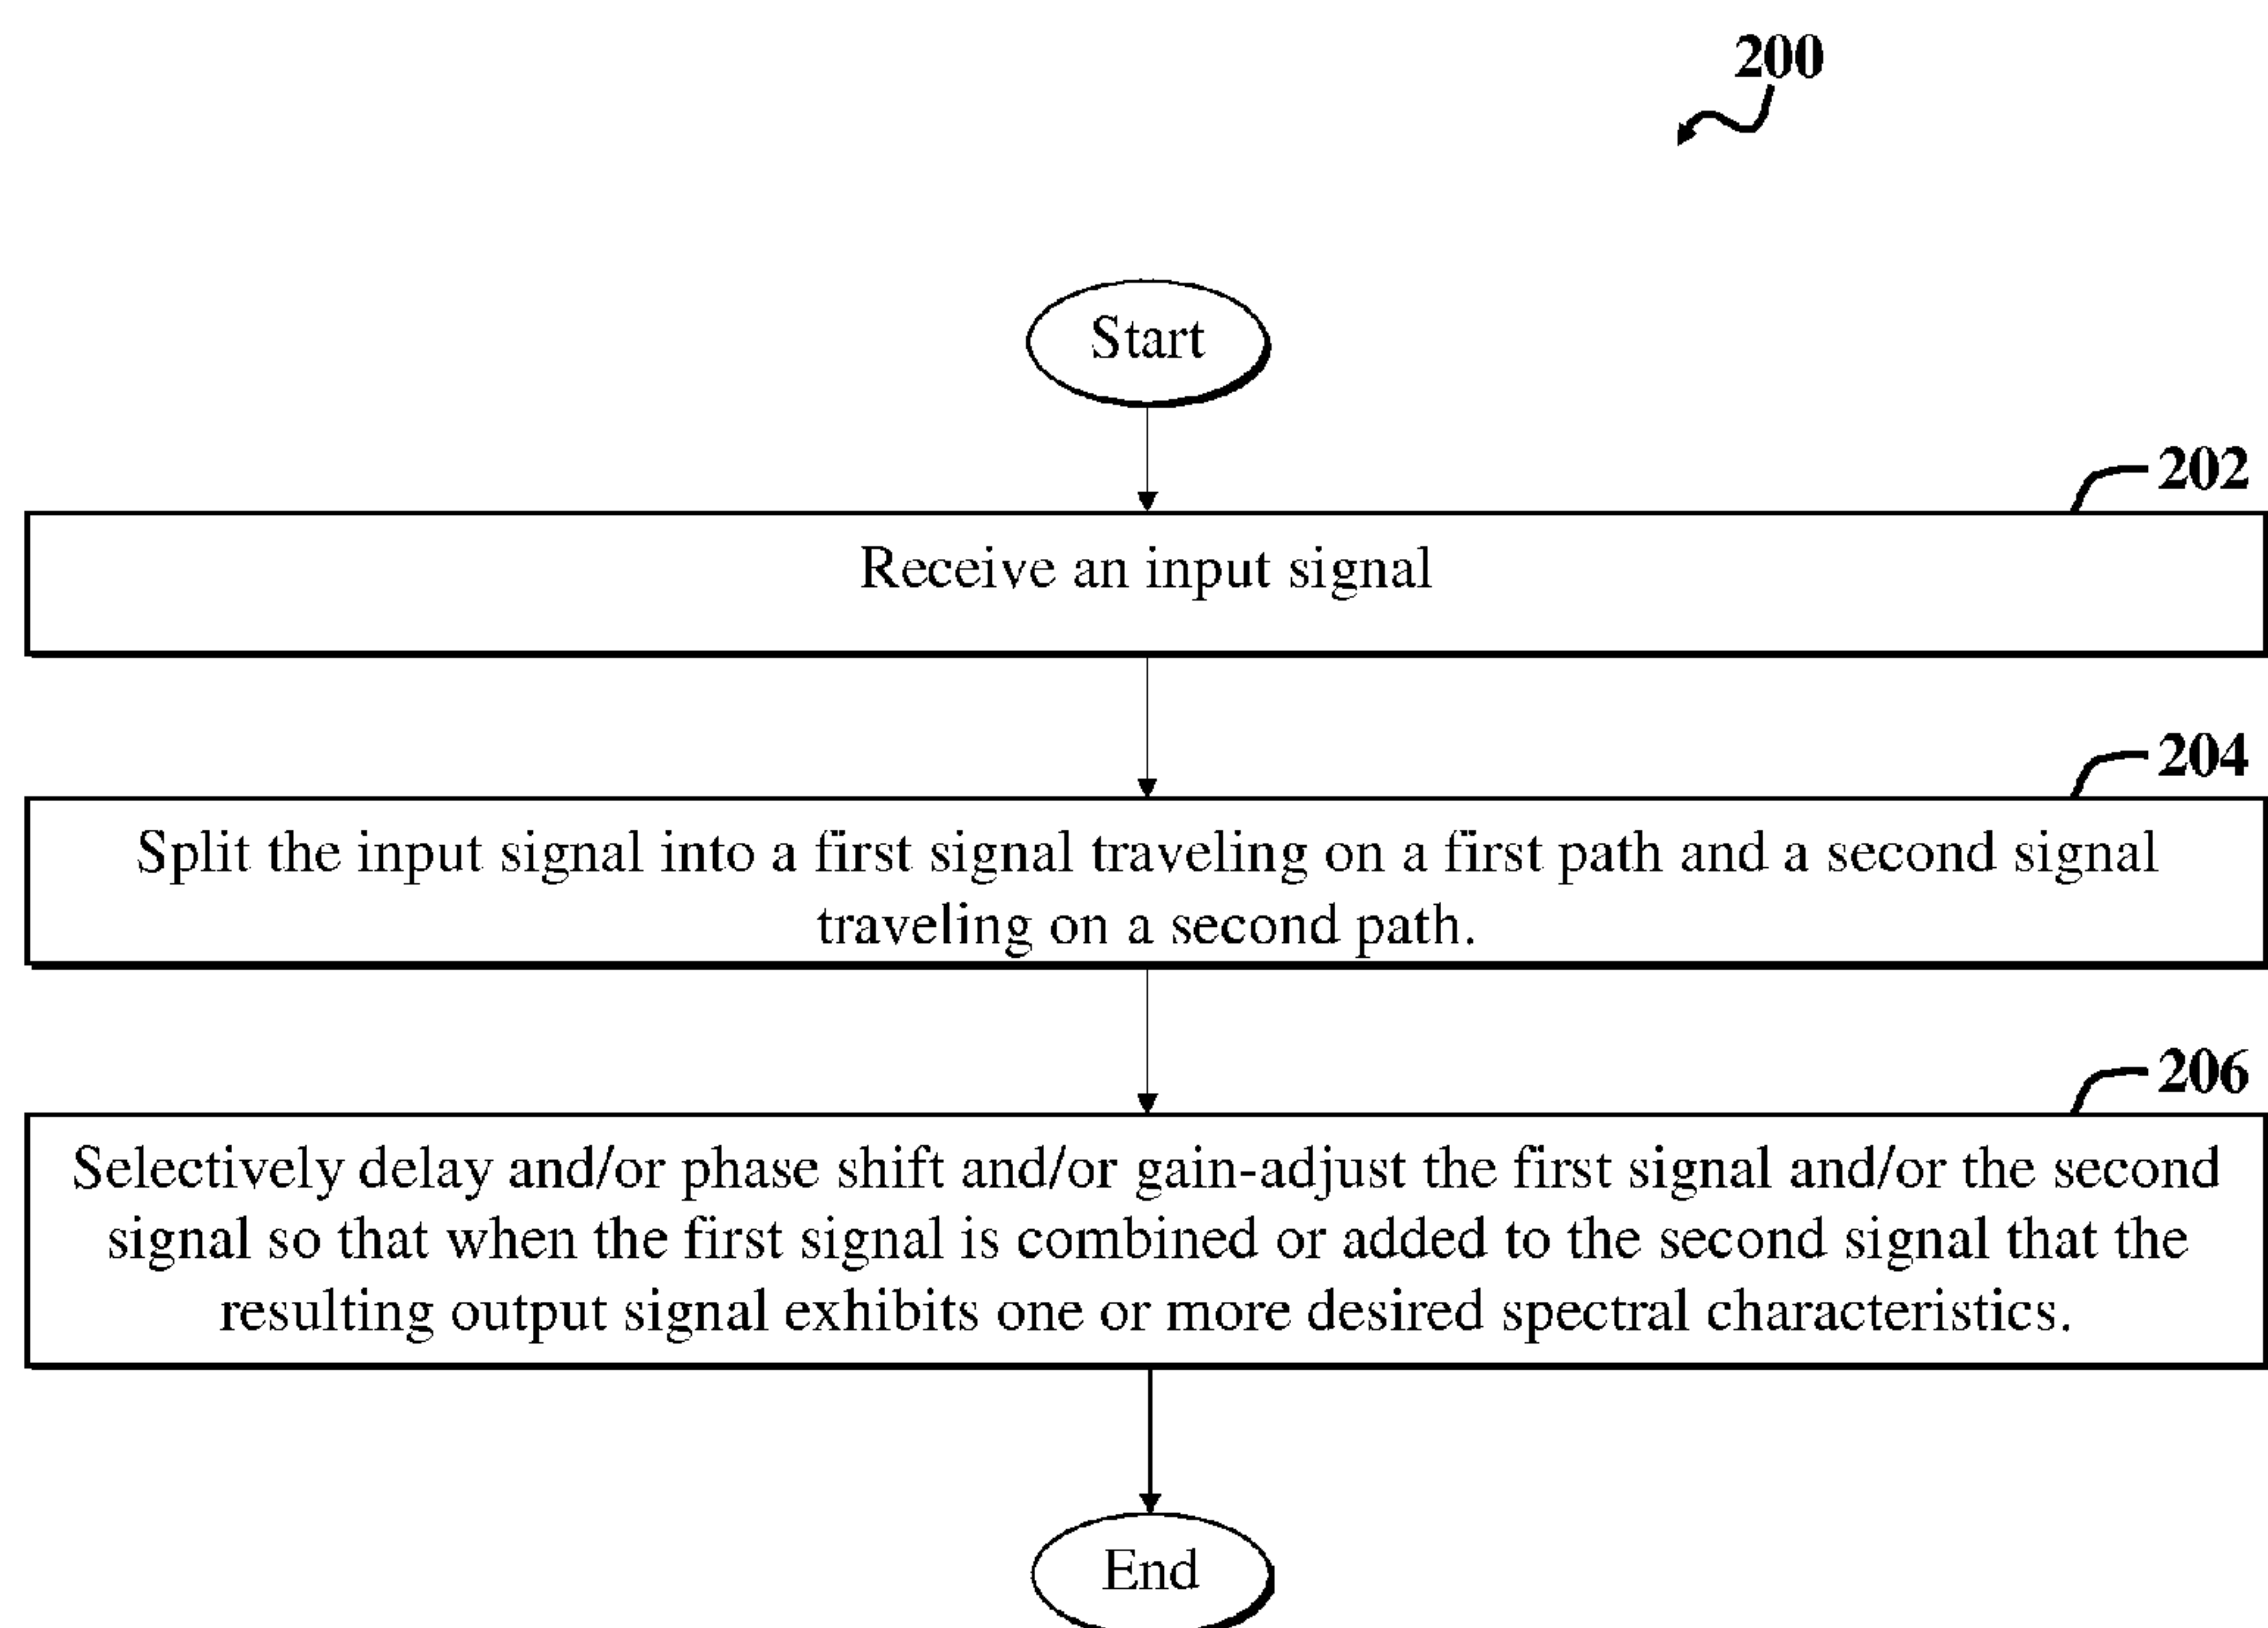 200
Start
202
Receive an input signal
204
Split the input signal into a first signal traveling on a first path and a second signal
traveling on a second path.
206
Selectively delay and/or phase shift and/or gain-adjust the first signal and/or the second
signal so that when the first signal is combined or added to the second signal that the
resulting output signal exhibits one or more desired spectral characteristics.
End